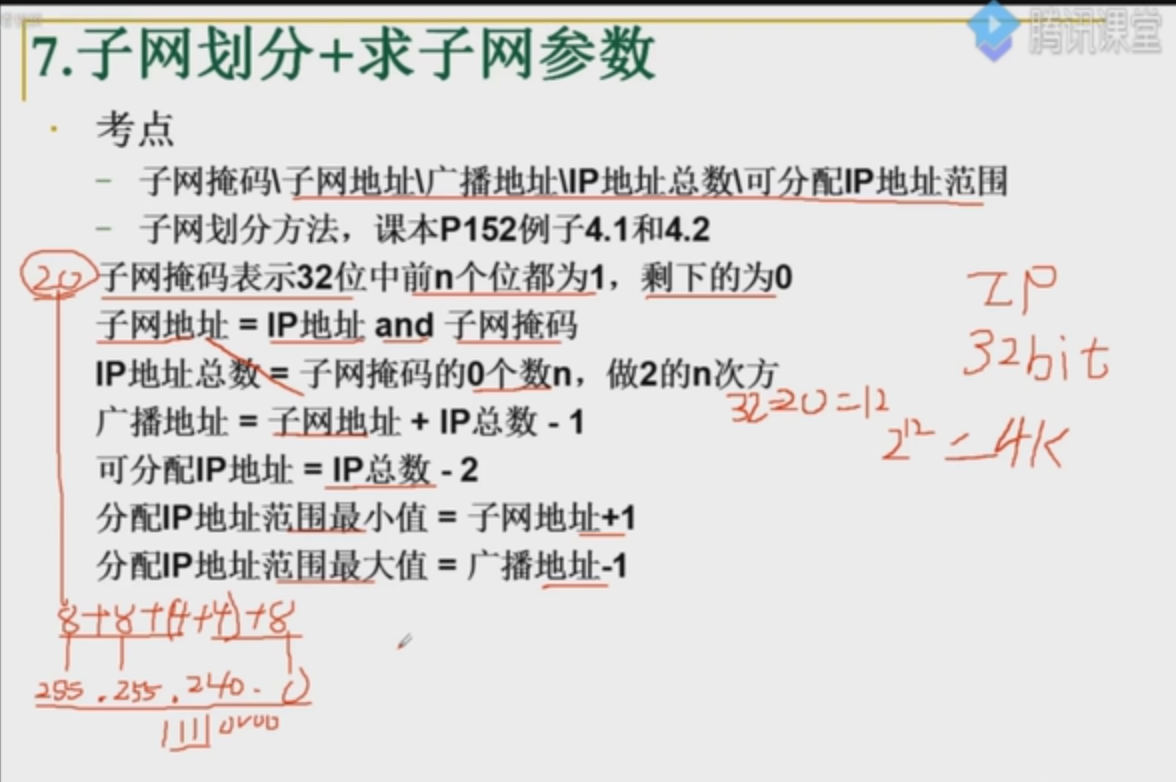 腾讯课堂
7.子网划分+求子网参数
· 考点
– 子网掩码\子网地址\广播地址\IP地址总数\可分配IP地址范围
– 子网划分方法，课本P152例子4.1和4.2
20 子网掩码表示32位中前n个位都为1，剩下的为0
IP
子网地址 = IP地址 and 子网掩码
32bit
IP地址总数 = 子网掩码的0个数n，做2的n次方
32-20=12
广播地址 = 子网地址 + IP总数 - 1
2^12 = 4K
可分配IP地址 = IP总数 - 2
分配IP地址范围最小值 = 子网地址+1
分配IP地址范围最大值 = 广播地址-1
8+8+(4+4)+8
255.255.240.0
11110000